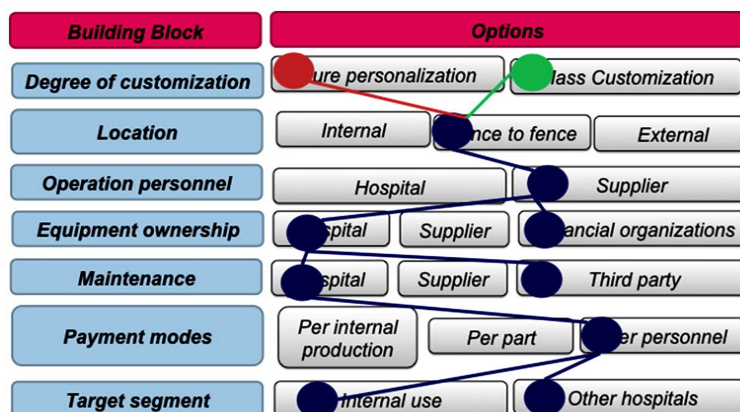 Building Block Options
Degree of customization ure personalization ass Customization
Location Internal nce to fence External
Operation personnel Hospital Supplier
Equipment ownership spital Supplier ancial organizations
Maintenance spital Supplier Third party
Payment modes Per internal production Per part er personnel
Target segment Internal use Other hospitals